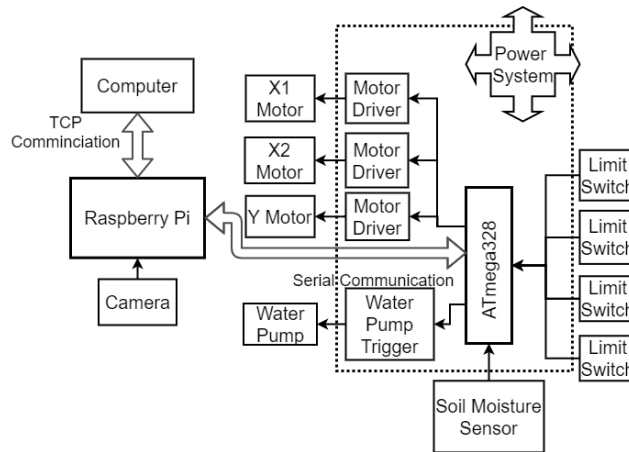 Power
System
Computer
X1
Motor
Motor
Driver
TCP
Comminciation
X2
Motor
Motor
Driver
Limit
Switch
Raspberry Pi
Y Motor
Motor
Driver
ATmega328
Limit
Switch
Serial Communication
Camera
Water
Pump
Water
Pump
Trigger
Limit
Switch
Limit
Switch
Soil Moisture
Sensor